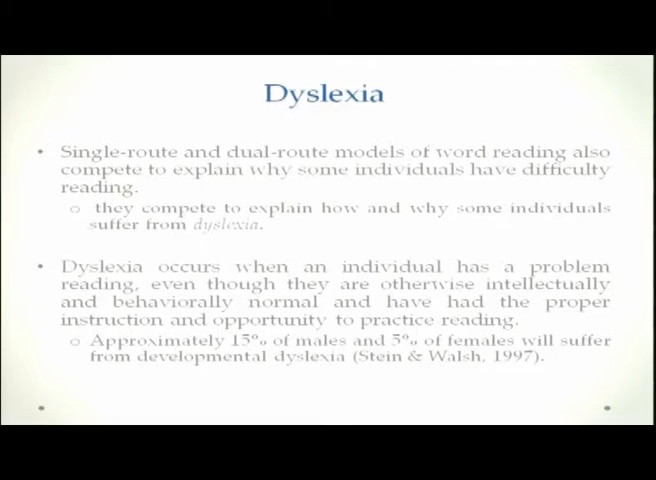 Dyslexia
• Single-route and dual-route models of word reading also
compete to explain why some individuals have difficulty
reading.
o they compete to explain how and why some individuals
suffer from dyslexia.
• Dyslexia occurs when an individual has a problem
reading, even though they are otherwise intellectually
and behaviorally normal and have had the proper
instruction and opportunity to practice reading.
o Approximately 15% of males and 5% of females will suffer
from developmental dyslexia (Stein & Walsh, 1997).